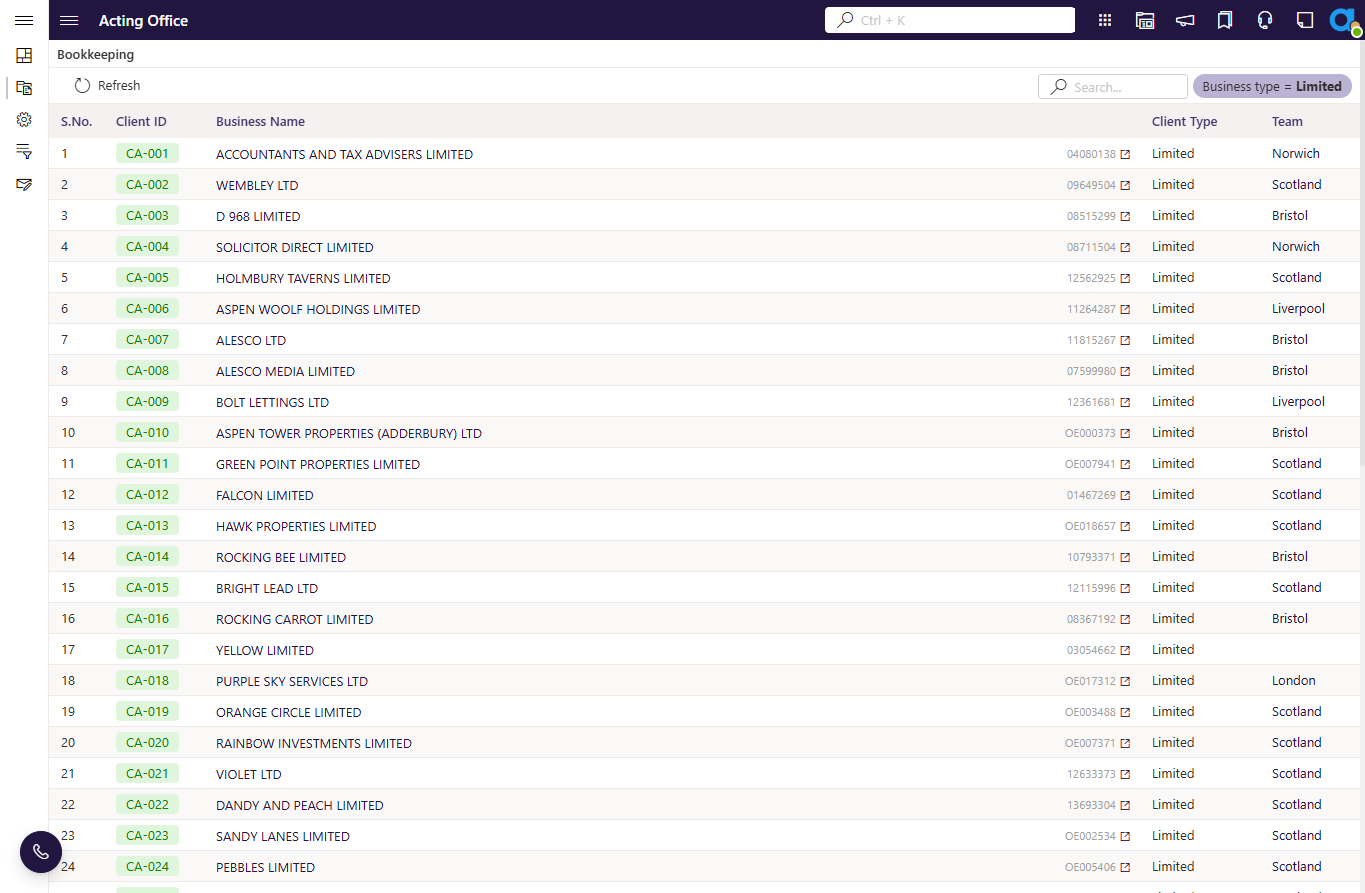 Acting Office
Ctrl + K
Bookkeeping
Refresh
Search...
Business type = Limited
S.No. Client ID Business Name Client Type Team
1 CA-001 ACCOUNTANTS AND TAX ADVISERS LIMITED 04080138 Limited Norwich
2 CA-002 WEMBLEY LTD 09649504 Limited Scotland
3 CA-003 D 968 LIMITED 08515299 Limited Bristol
4 CA-004 SOLICITOR DIRECT LIMITED 08711504 Limited Norwich
5 CA-005 HOLMBURY TAVERNS LIMITED 12562925 Limited Scotland
6 CA-006 ASPEN WOOLF HOLDINGS LIMITED 11264287 Limited Liverpool
7 CA-007 ALESCO LTD 11815267 Limited Bristol
8 CA-008 ALESCO MEDIA LIMITED 07599980 Limited Bristol
9 CA-009 BOLT LETTINGS LTD 12361681 Limited Liverpool
10 CA-010 ASPEN TOWER PROPERTIES (ADDERBURY) LTD OE000373 Limited Bristol
11 CA-011 GREEN POINT PROPERTIES LIMITED OE007941 Limited Scotland
12 CA-012 FALCON LIMITED 01467269 Limited Scotland
13 CA-013 HAWK PROPERTIES LIMITED OE018657 Limited Scotland
14 CA-014 ROCKING BEE LIMITED 10793371 Limited Bristol
15 CA-015 BRIGHT LEAD LTD 12115996 Limited Scotland
16 CA-016 ROCKING CARROT LIMITED 08367192 Limited Bristol
17 CA-017 YELLOW LIMITED 03054662 Limited
18 CA-018 PURPLE SKY SERVICES LTD OE017312 Limited London
19 CA-019 ORANGE CIRCLE LIMITED OE003488 Limited Scotland
20 CA-020 RAINBOW INVESTMENTS LIMITED OE007371 Limited Scotland
21 CA-021 VIOLET LTD 12633373 Limited Scotland
22 CA-022 DANDY AND PEACH LIMITED 13693304 Limited Scotland
23 CA-023 SANDY LANES LIMITED OE002534 Limited Scotland
24 CA-024 PEBBLES LIMITED OE005406 Limited Scotland